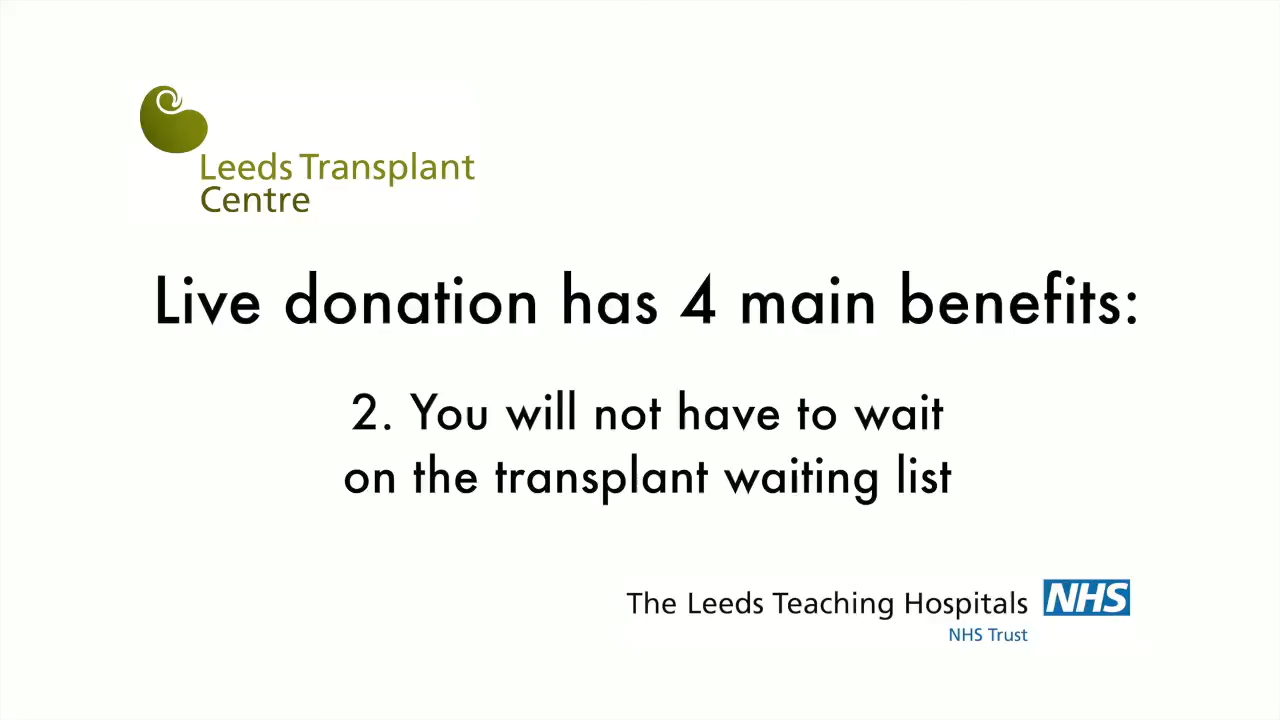 Leeds Transplant
Centre
Live donation has 4 main benefits:
2. You will not have to wait
on the transplant waiting list
The Leeds Teaching Hospitals NHS
NHS Trust